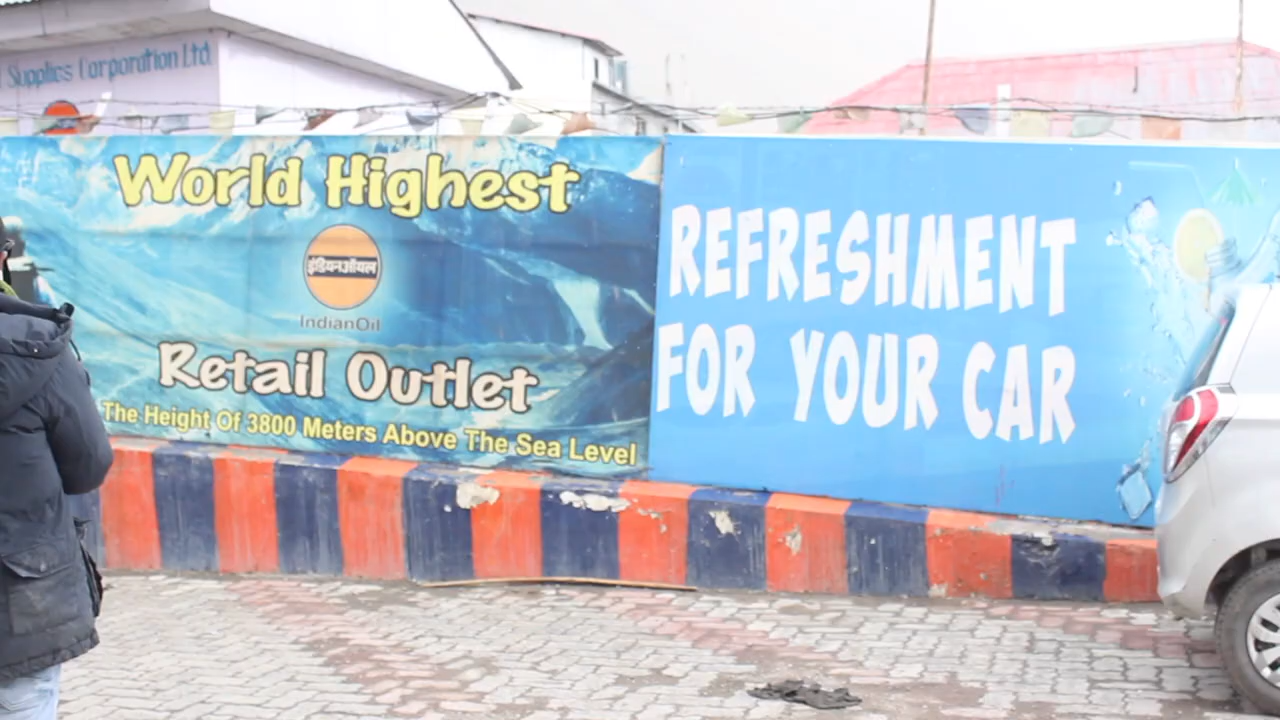 Supplies Corporation Ltd.
World Highest
इंडियनऑयल
IndianOil
Retail Outlet
The Height Of 3800 Meters Above The Sea Level
REFRESHMENT
FOR YOUR CAR